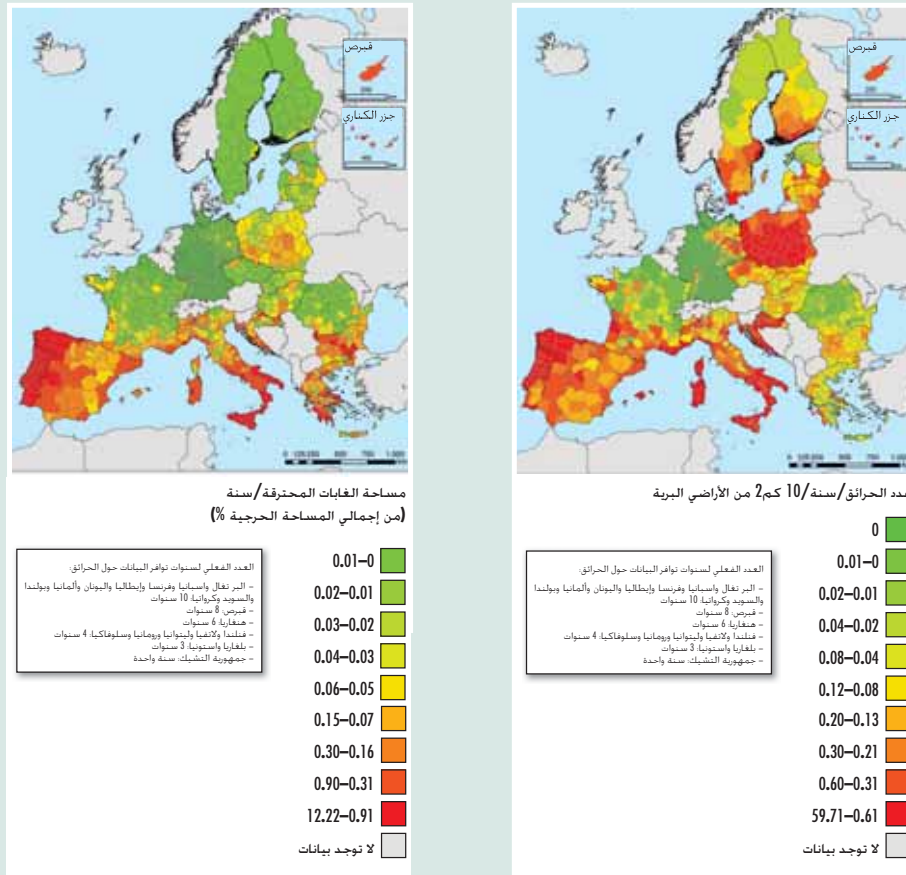 قبرص
جزر الكناري
مساحة الغابات المحترقة/سنة
(من إجمالي المساحة الحرجية %)
العدد الفعلي لسنوات توافر البيانات حول الحرائق:
– البرتغال واسبانيا وفرنسا وإيطاليا واليونان وألمانيا وبولندا
والسويد وكرواتيا: 10 سنوات
– قبرص: 8 سنوات
– هنغاريا: 6 سنوات
– فنلندا ولاتفيا وليتوانيا ورومانيا وسلوفاكيا: 4 سنوات
– بلغاريا واستونيا: 3 سنوات
– جمهورية التشيك: سنة واحدة
0.01–0
0.02–0.01
0.03–0.02
0.04–0.03
0.06–0.05
0.15–0.07
0.30–0.16
0.90–0.31
12.22–0.91
لا توجد بيانات
قبرص
جزر الكناري
دد الحرائق/سنة/10 كم2 من الأراضي البرية
العدد الفعلي لسنوات توافر البيانات حول الحرائق:
– البرتغال واسبانيا وفرنسا وإيطاليا واليونان وألمانيا وبولندا
والسويد وكرواتيا: 10 سنوات
– قبرص: 8 سنوات
– هنغاريا: 6 سنوات
– فنلندا ولاتفيا وليتوانيا ورومانيا وسلوفاكيا: 4 سنوات
– بلغاريا واستونيا: 3 سنوات
– جمهورية التشيك: سنة واحدة
0
0.01–0
0.02–0.01
0.04–0.02
0.08–0.04
0.12–0.08
0.20–0.13
0.30–0.21
0.60–0.31
59.71–0.61
لا توجد بيانات